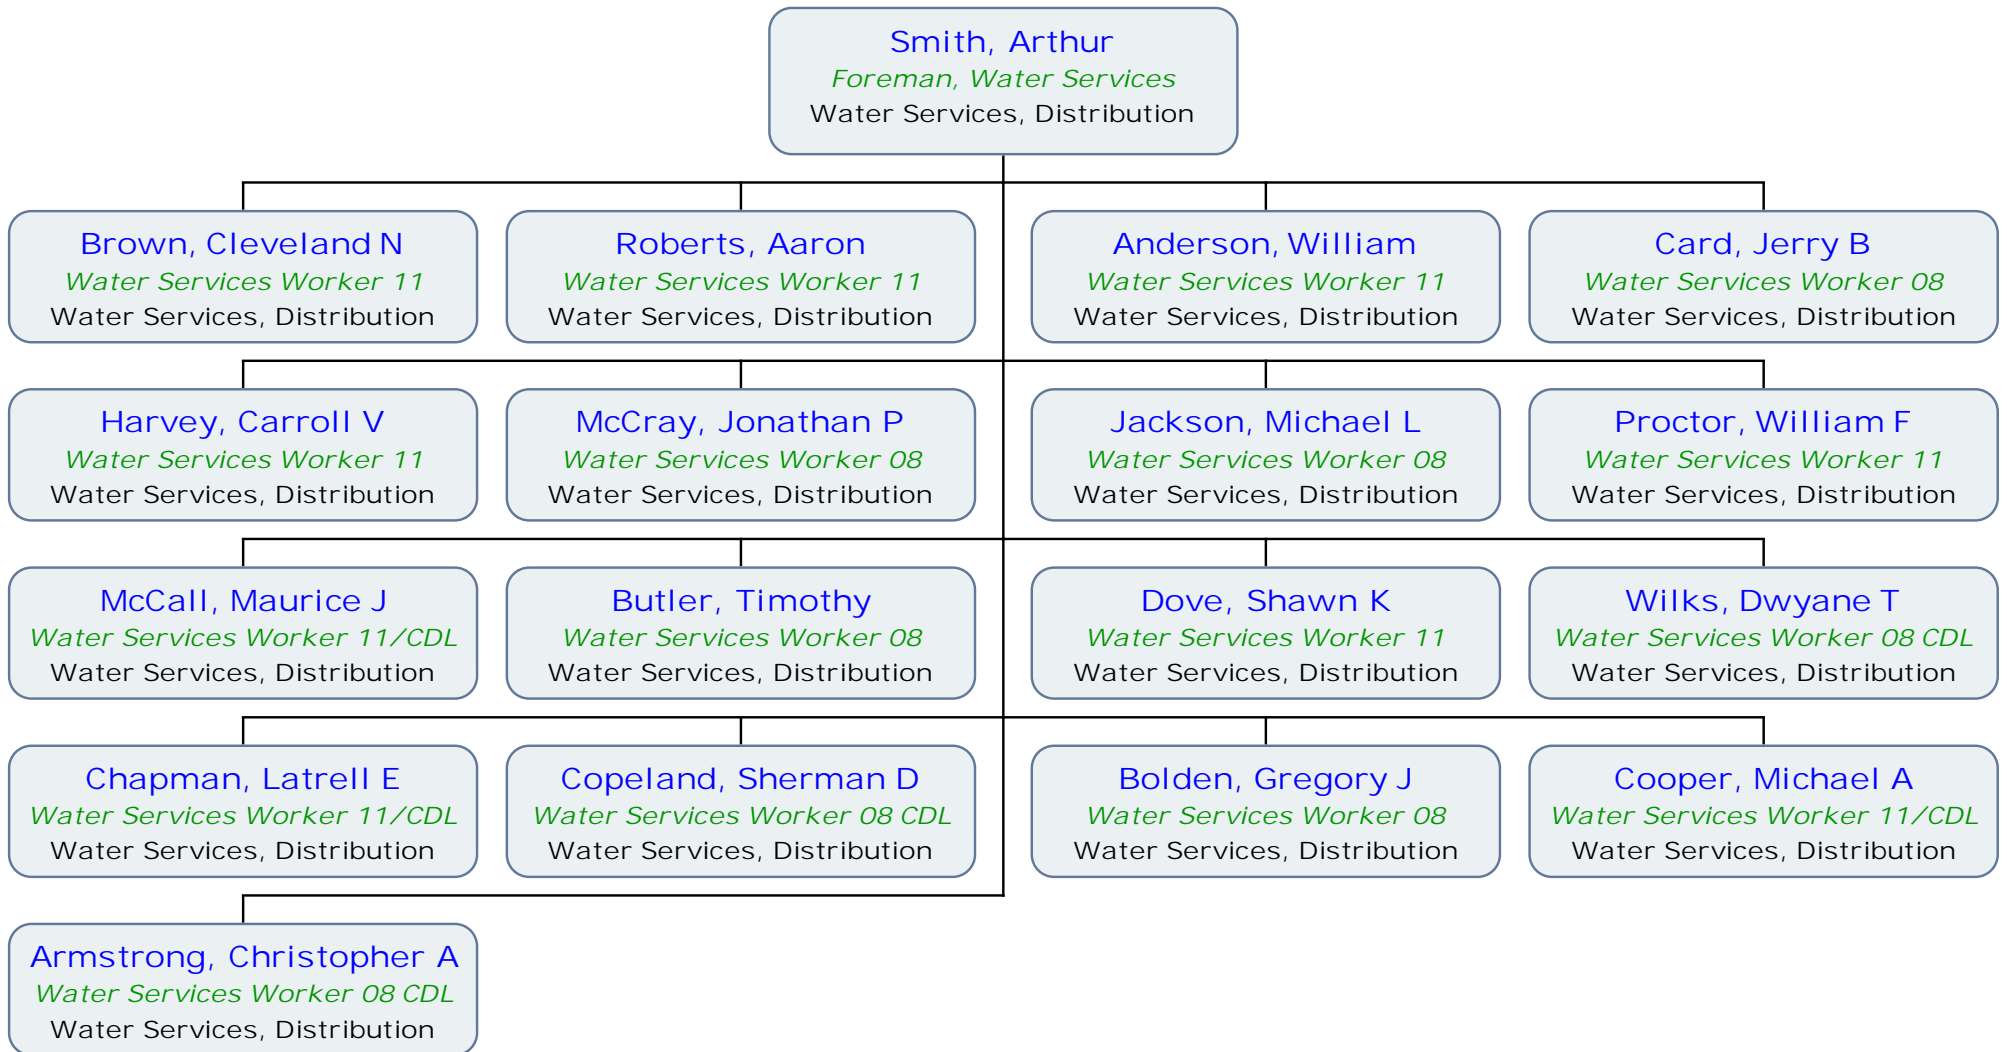 Smith, Arthur
Foreman, Water Services
Water Services, Distribution
Brown, Cleveland N
Water Services Worker 11
Water Services, Distribution
Roberts, Aaron
Water Services Worker 11
Water Services, Distribution
Anderson, William
Water Services Worker 11
Water Services, Distribution
Card, Jerry B
Water Services Worker 08
Water Services, Distribution
Harvey, Carroll V
Water Services Worker 11
Water Services, Distribution
McCray, Jonathan P
Water Services Worker 08
Water Services, Distribution
Jackson, Michael L
Water Services Worker 08
Water Services, Distribution
Proctor, William F
Water Services Worker 11
Water Services, Distribution
McCall, Maurice J
Water Services Worker 11/CDL
Water Services, Distribution
Butler, Timothy
Water Services Worker 08
Water Services, Distribution
Dove, Shawn K
Water Services Worker 11
Water Services, Distribution
Wilks, Dwyane T
Water Services Worker 08 CDL
Water Services, Distribution
Chapman, Latrell E
Water Services Worker 11/CDL
Water Services, Distribution
Copeland, Sherman D
Water Services Worker 08 CDL
Water Services, Distribution
Bolden, Gregory J
Water Services Worker 08
Water Services, Distribution
Cooper, Michael A
Water Services Worker 11/CDL
Water Services, Distribution
Armstrong, Christopher A
Water Services Worker 08 CDL
Water Services, Distribution